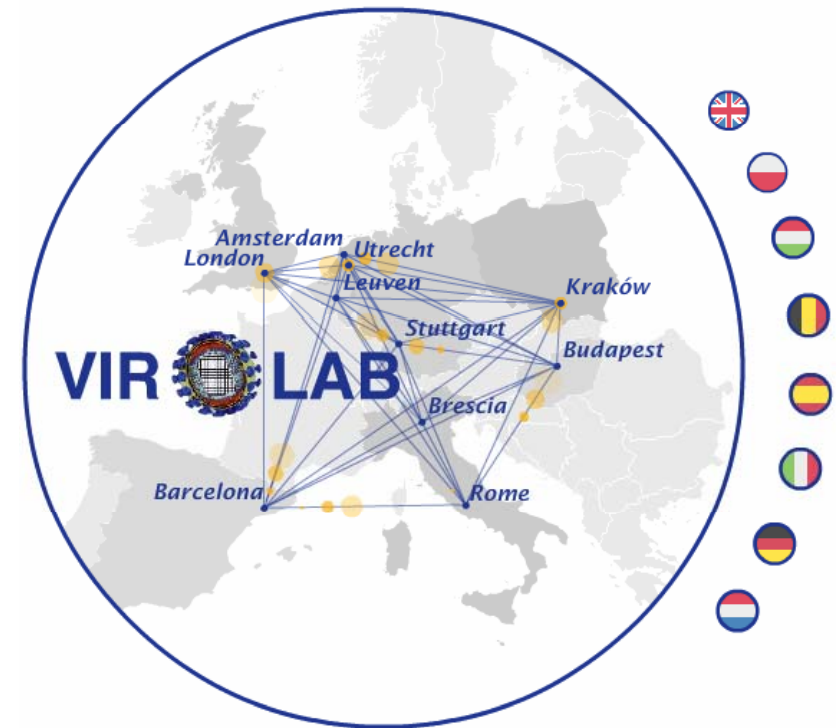 Amsterdam
Utrecht
London
Leuven
Kraków
Stuttgart
Budapest
VIR LAB
Brescia
Barcelona
Rome